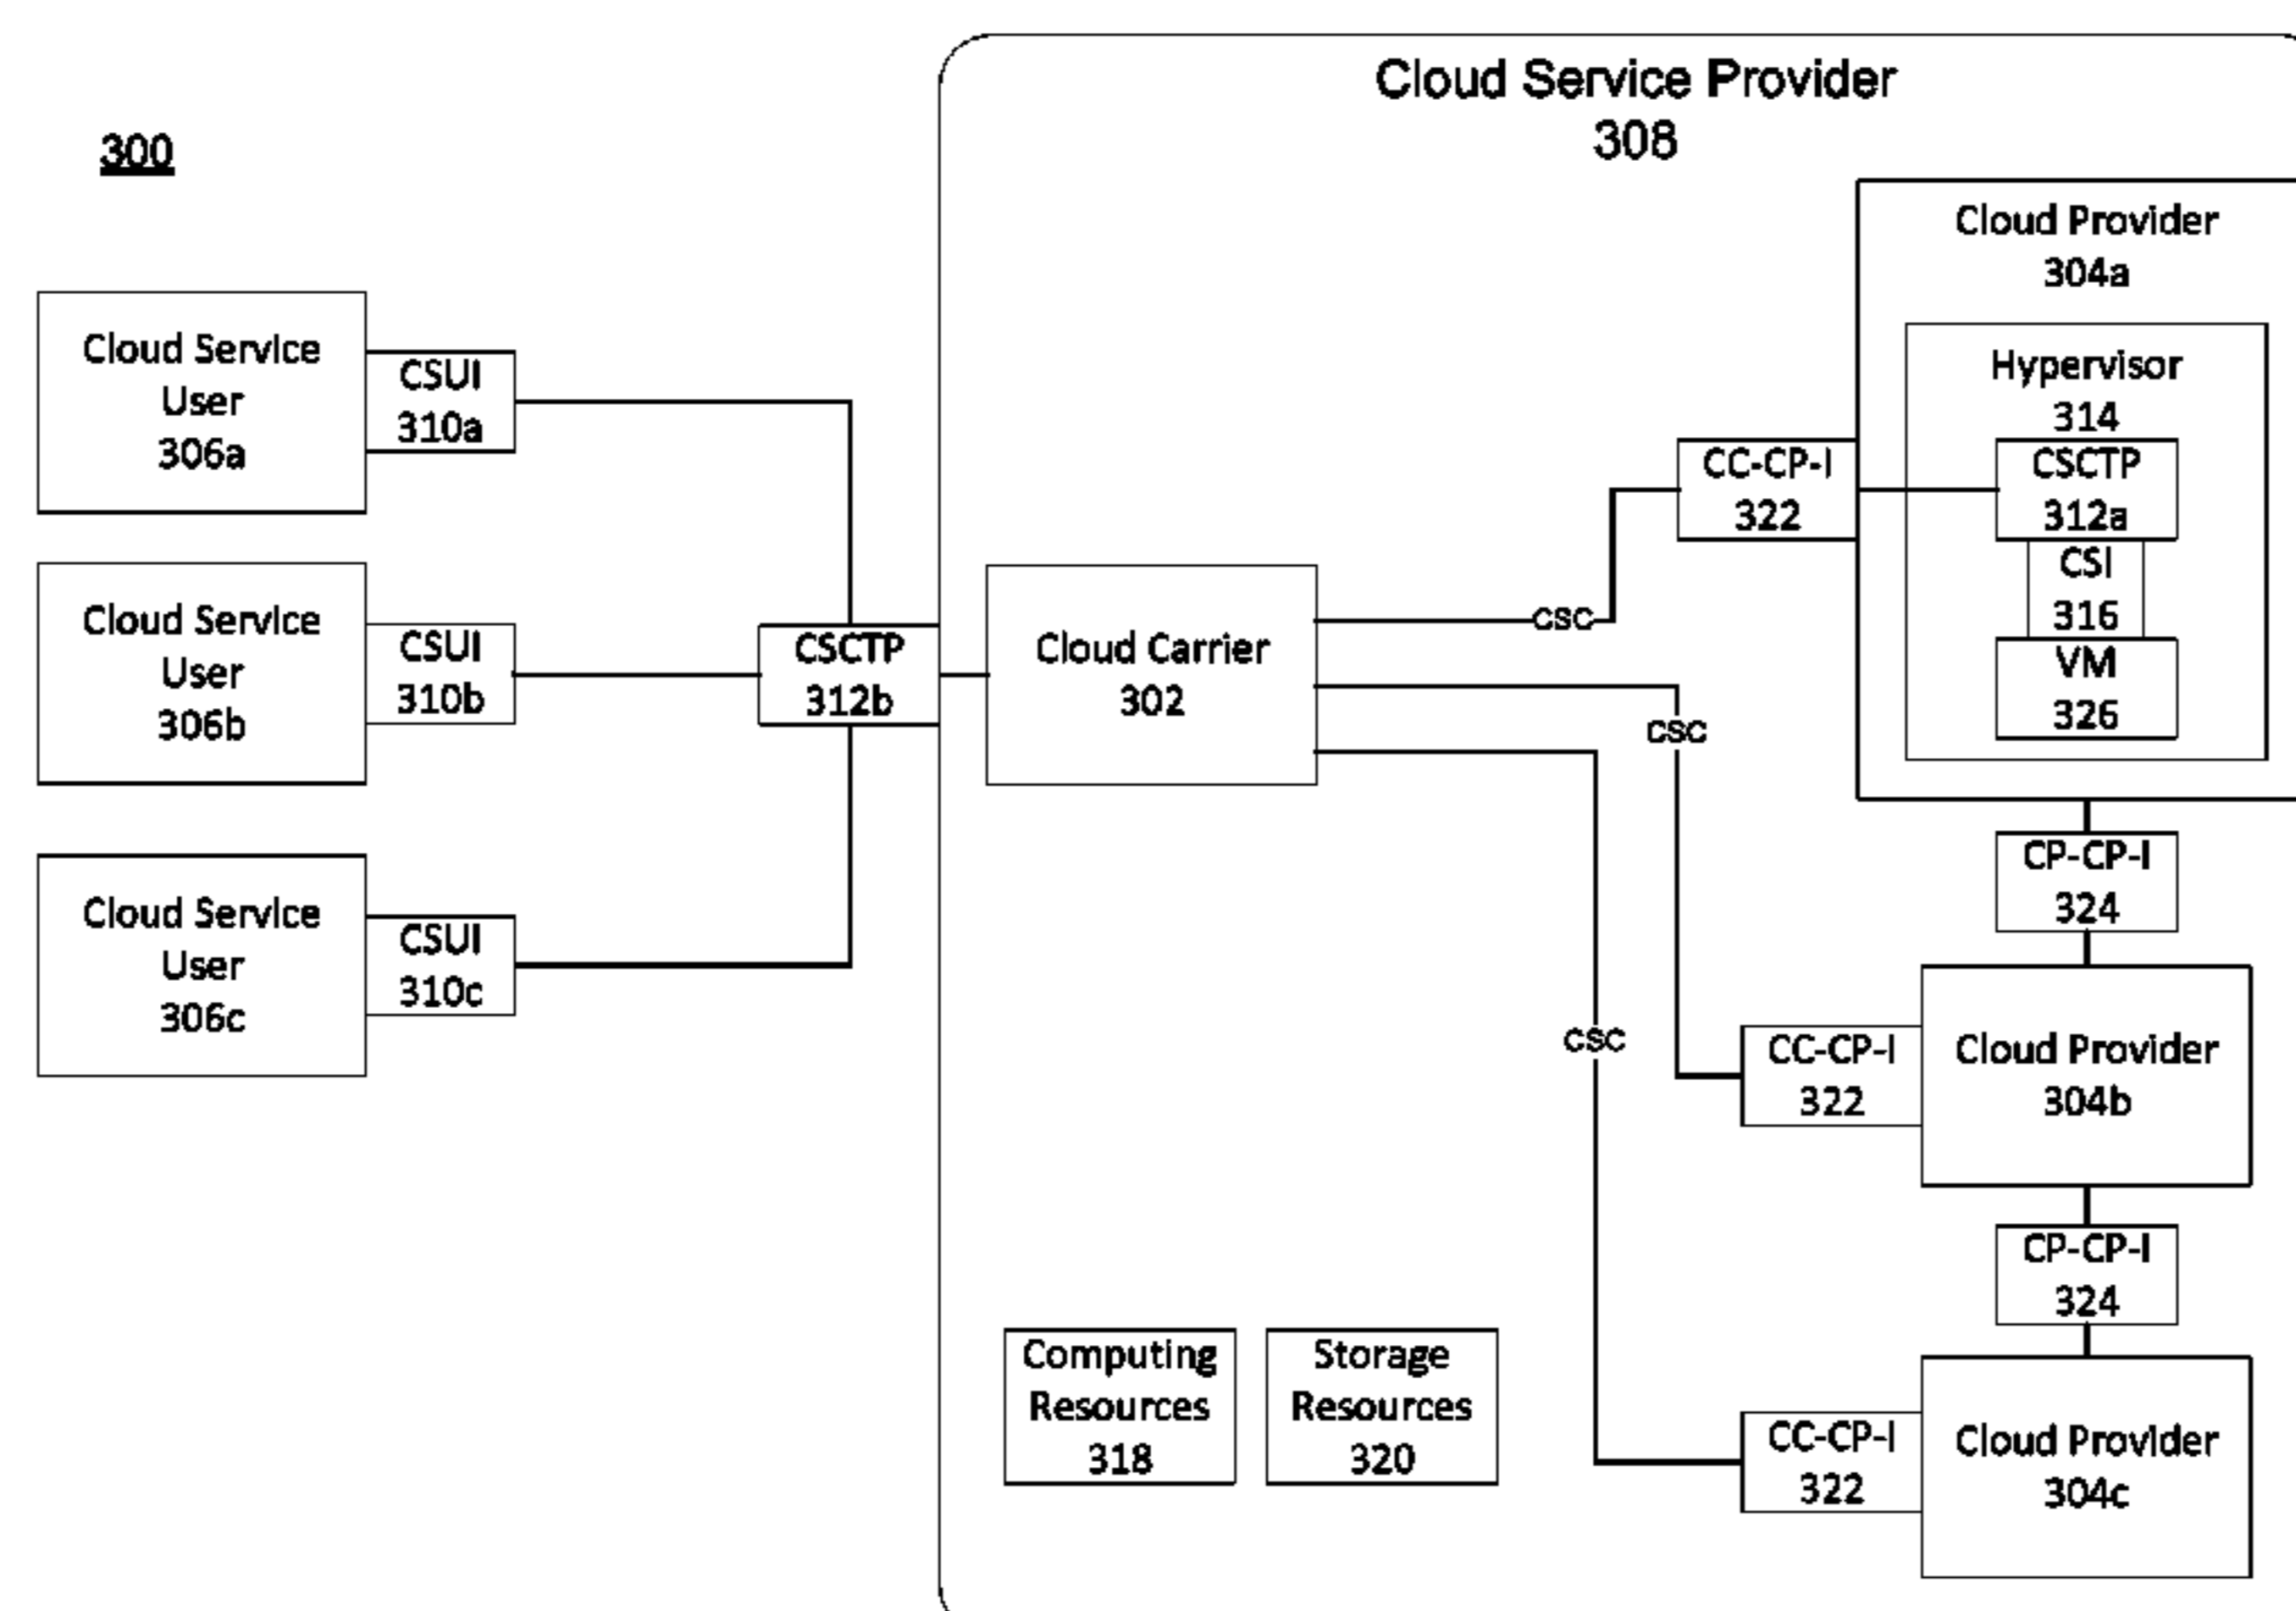 Cloud Service Provider
308
300
Cloud Service
User
306a
CSUI
310a
Cloud Service
User
306b
CSUI
310b
Cloud Service
User
306c
CSUI
310c
CSCTP
312b
Cloud Carrier
302
CSC
CSC
CSC
CC-CP-I
322
Cloud Provider
304a
Hypervisor
314
CSCTP
312a
CSI
316
VM
326
CP-CP-I
324
CC-CP-I
322
Cloud Provider
304b
CP-CP-I
324
CC-CP-I
322
Cloud Provider
304c
Computing
Resources
318
Storage
Resources
320